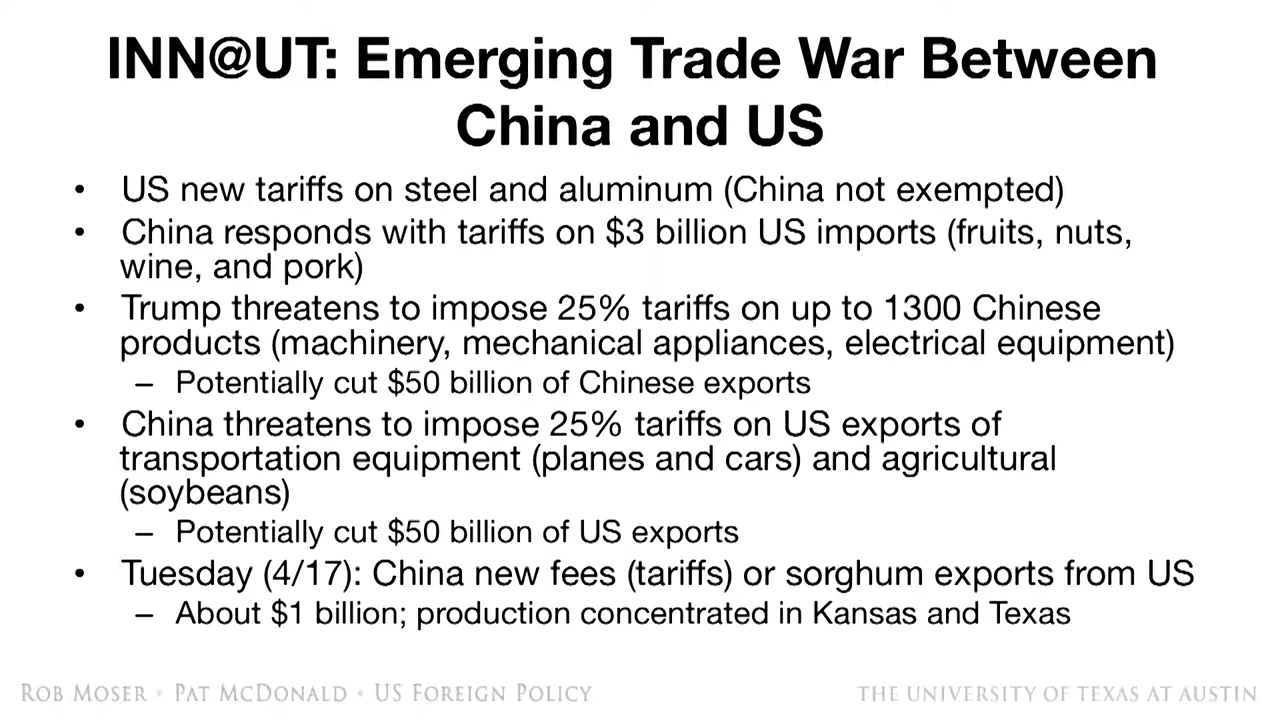 INN@UT: Emerging Trade War Between
China and US
• US new tariffs on steel and aluminum (China not exempted)
• China responds with tariffs on $3 billion US imports (fruits, nuts,
wine, and pork)
• Trump threatens to impose 25% tariffs on up to 1300 Chinese
products (machinery, mechanical appliances, electrical equipment)
– Potentially cut $50 billion of Chinese exports
• China threatens to impose 25% tariffs on US exports of
transportation equipment (planes and cars) and agricultural
(soybeans)
– Potentially cut $50 billion of US exports
• Tuesday (4/17): China new fees (tariffs) or sorghum exports from US
– About $1 billion; production concentrated in Kansas and Texas
ROB MOSER • PAT MCDONALD • US FOREIGN POLICY
THE UNIVERSITY OF TEXAS AT AUSTIN